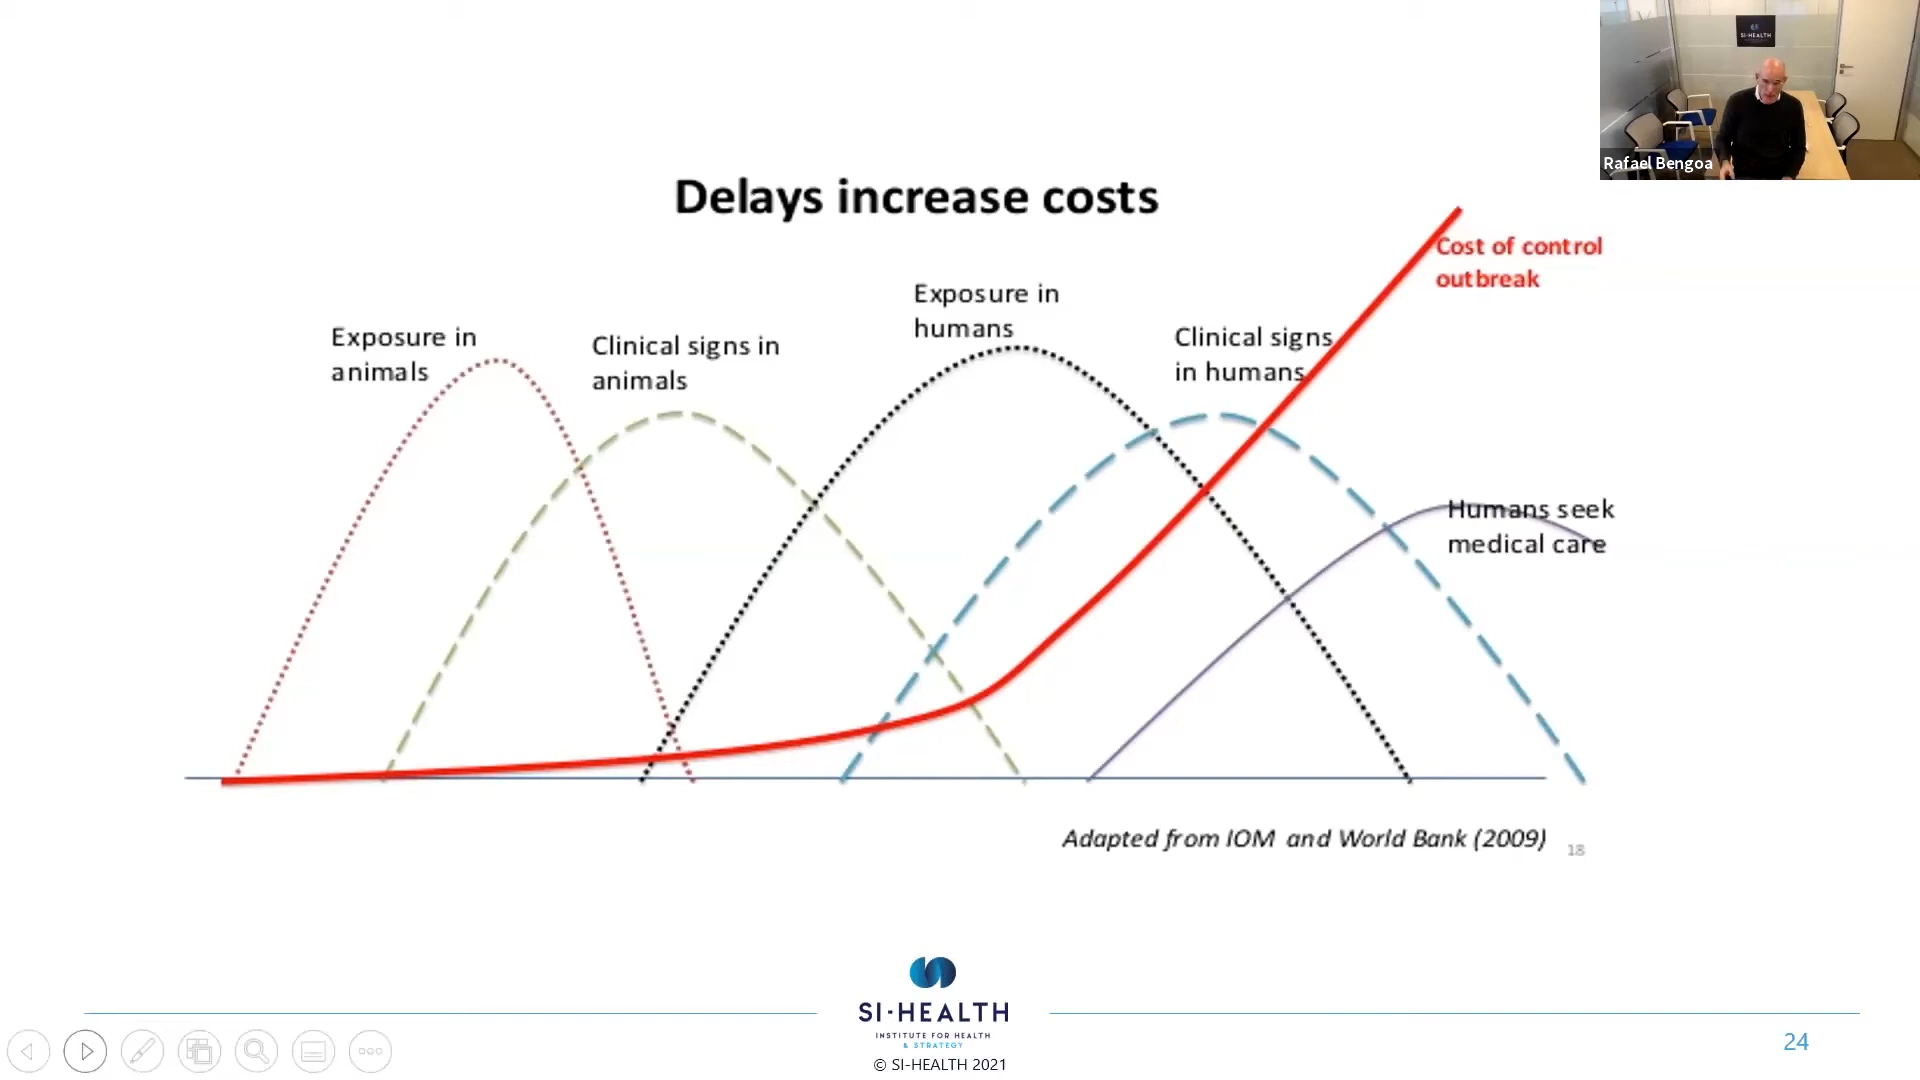 SI-HEALTH
Rafael Bengoa
Delays increase costs
Cost of control
outbreak
Exposure in
humans
Exposure in
animals
Clinical signs in
animals
Clinical signs
in humans
Humans seek
medical care
Adapted from IOM and World Bank (2009)
18
SI-HEALTH
INSTITUTE FOR HEALTH
& STRATEGY
© SI-HEALTH 2021
24